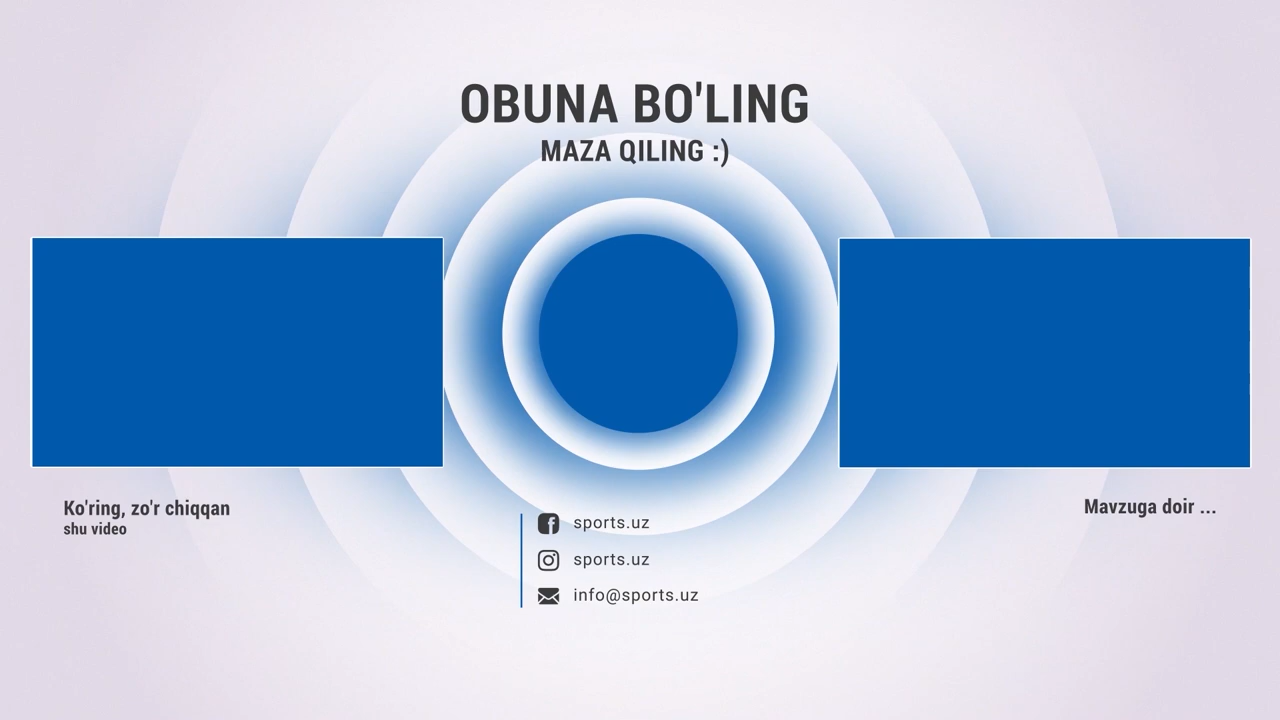 OBUNA BO'LING
MAZA QILING :)
Ko'ring, zo'r chiqqan
shu video
Mavzuga doir ...
sports.uz
sports.uz
info@sports.uz